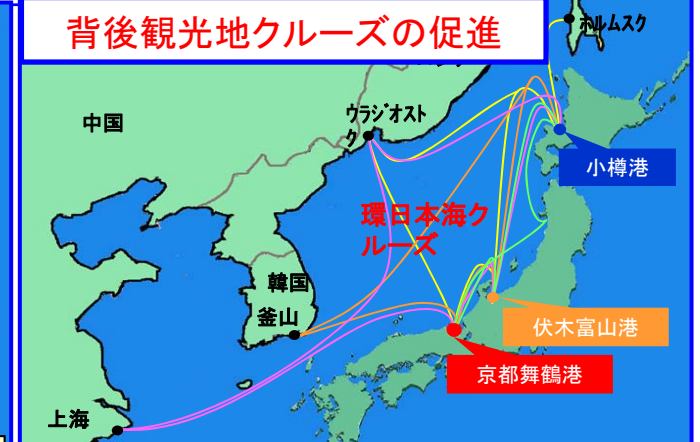 背後観光地クルーズの促進
ホルムスク
中国
ウラジオスト
ク
小樽港
環日本海ク
ルーズ
韓国
釜山
伏木富山港
京都舞鶴港
上海